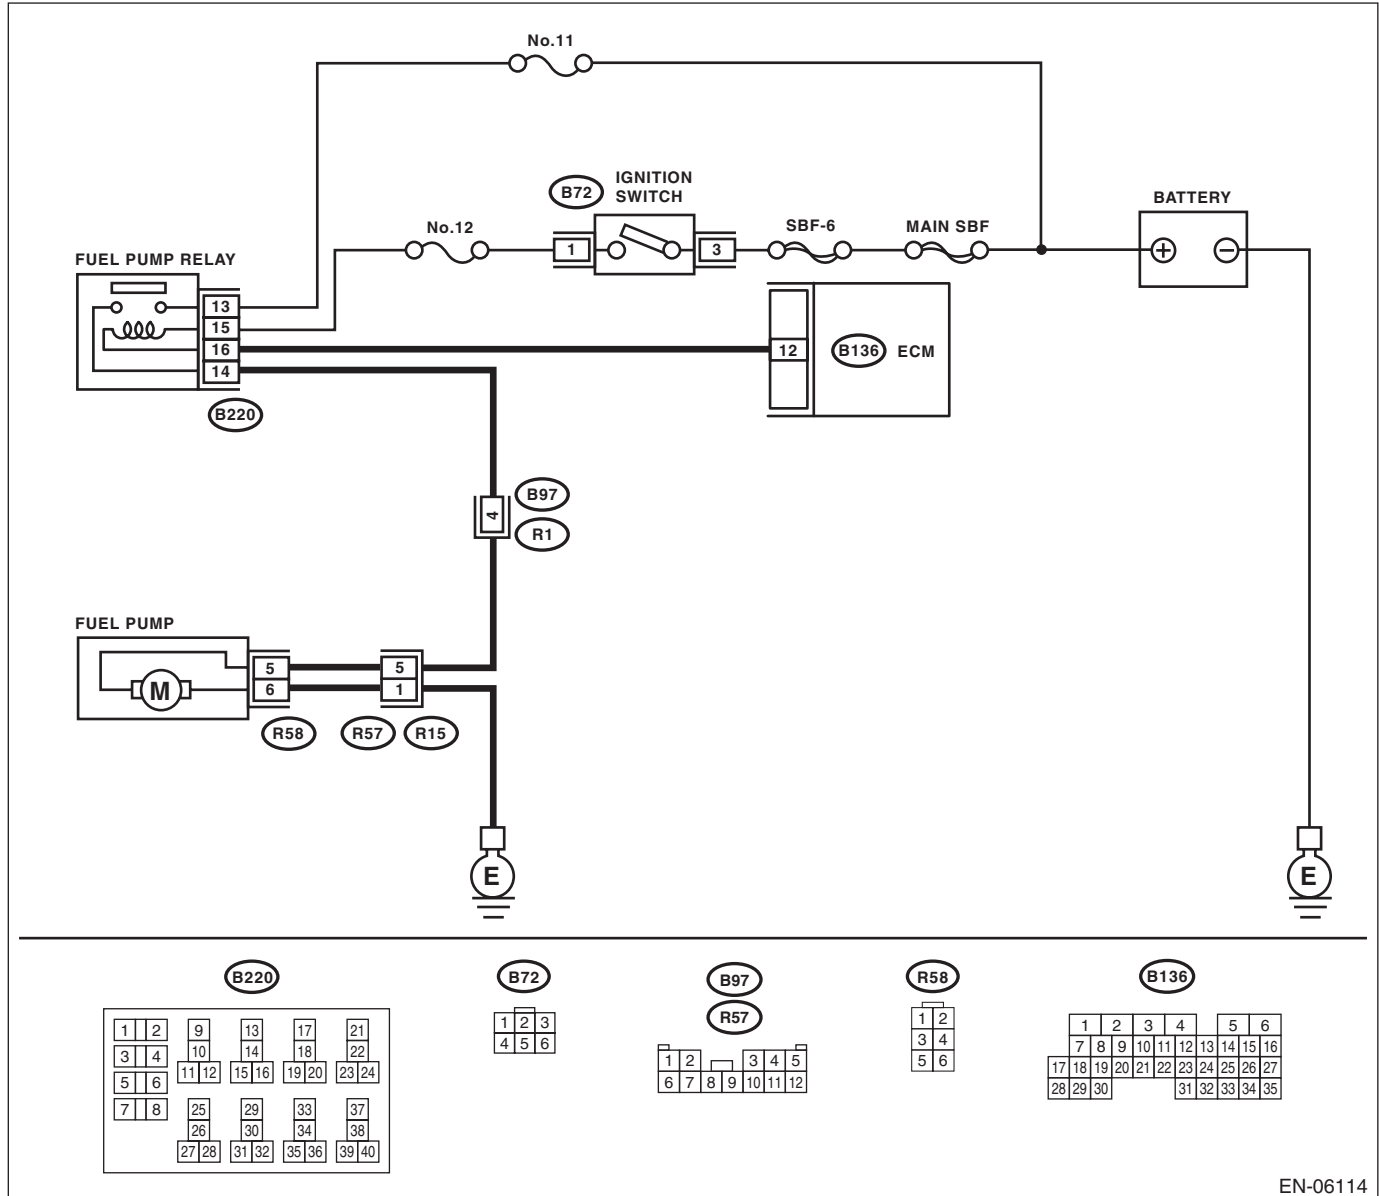 No.11
B72
IGNITION
SWITCH
BATTERY
No.12
SBF-6
MAIN SBF
1
3
+
−
FUEL PUMP RELAY
13
15
16
14
12
B136
ECM
B220
4
B97
R1
FUEL PUMP
M
5
6
5
1
R58
R57
R15
E
E
B220
B72
B97
R57
R58
B136
1 2
3 4
5 6
7 8
9
10
11 12
13
14
15 16
17
18
19 20
21
22
23 24
25
26
27 28
29
30
31 32
33
34
35 36
37
38
39 40
1 2 3
4 5 6
1 2 3 4 5
6 7 8 9 10 11 12
1 2
3 4
5 6
1 2 3 4 5 6
7 8 9 10 11 12 13 14 15 16
17 18 19 20 21 22 23 24 25 26 27
28 29 30 31 32 33 34 35
EN-06114